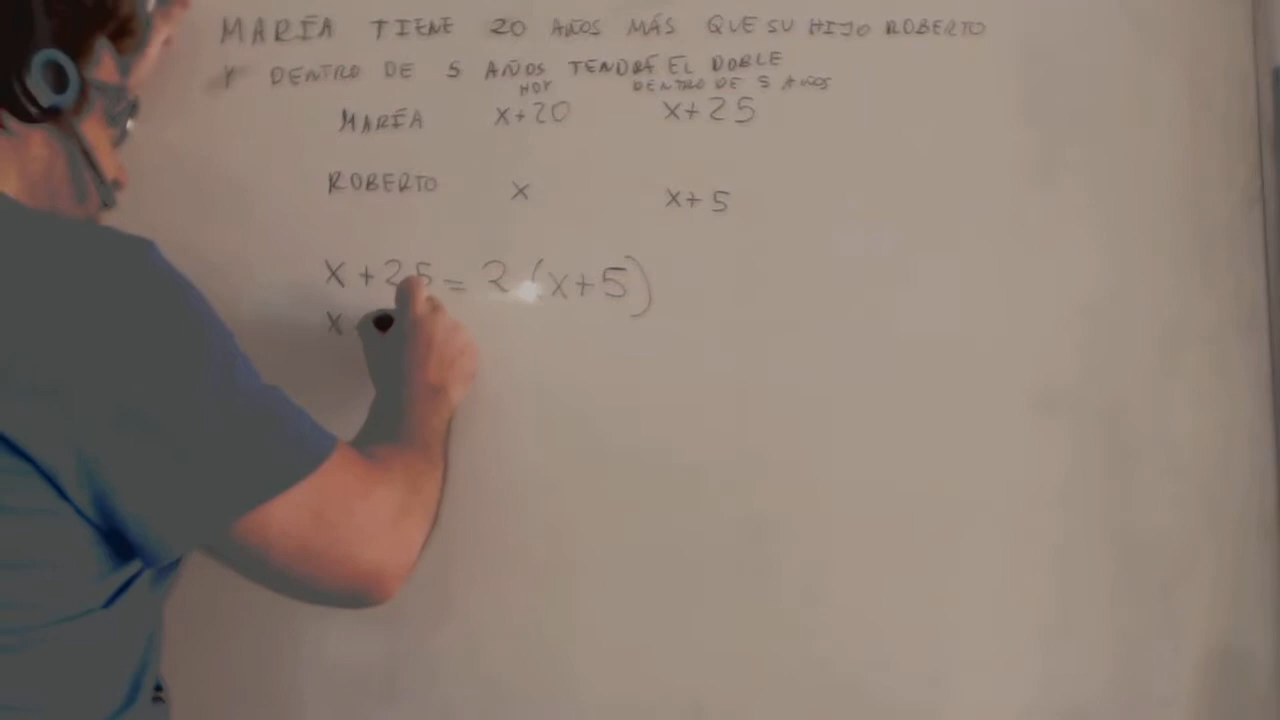 MARÍA TIENE 20 AÑOS MÁS QUE SU HIJO ROBERTO
Y DENTRO DE 5 AÑOS TENDRÁ EL DOBLE
HOY DENTRO DE 5 AÑOS
MARÍA x+20 x+25
ROBERTO x x+5
x+25=2(x+5)
x